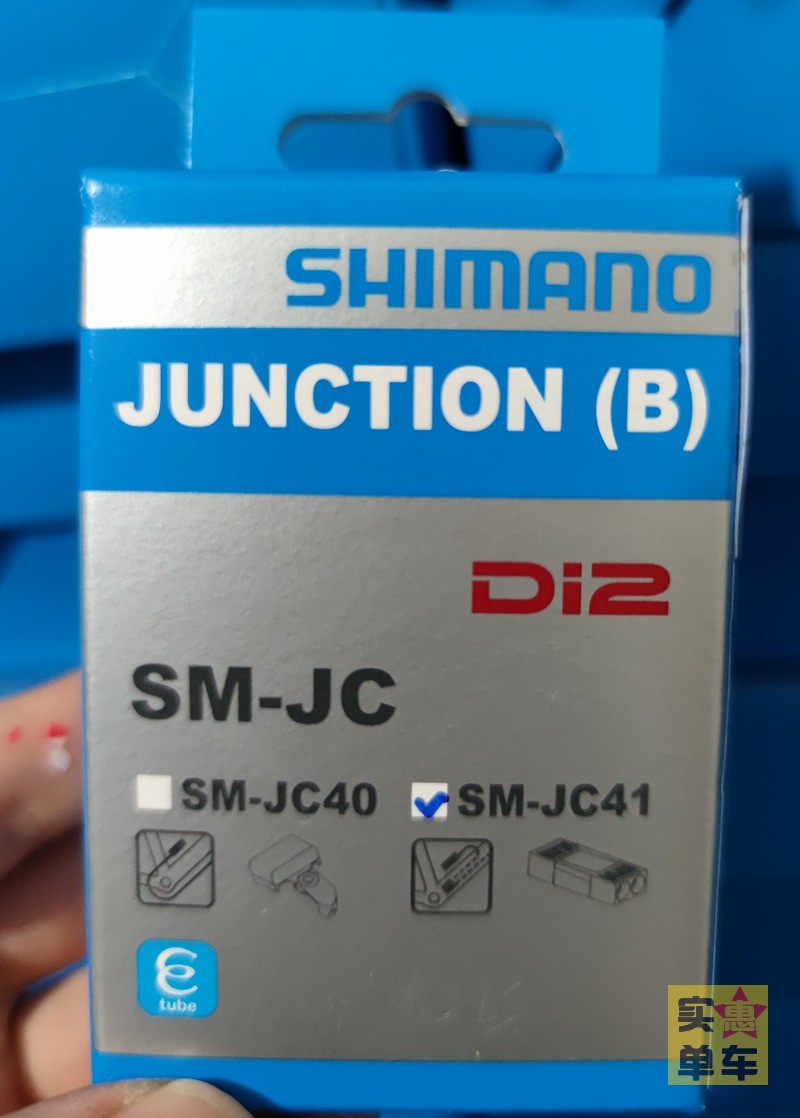 SHIMANO
JUNCTION (B)
Di2
SM-JC
SM-JC40 SM-JC41
E
tube
实惠
单车